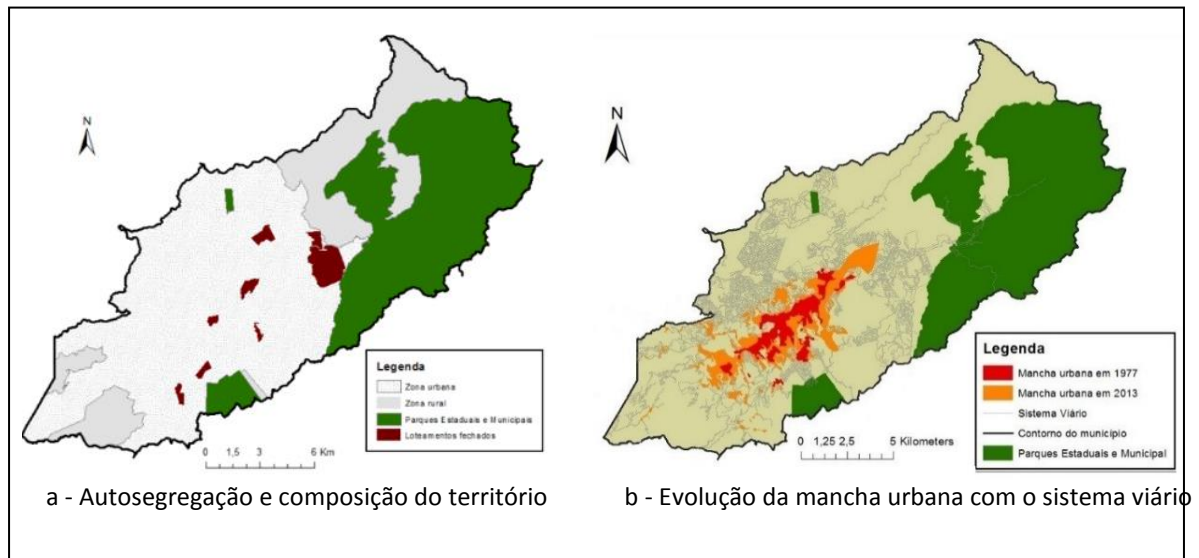 N
Legenda
Zona urbana
Zona rural
Parques Estaduais e Municipais
Loteamentos fechados
0 1,5 3 6 Km
a - Autosegregação e composição do território
N
Legenda
Mancha urbana em 1977
Mancha urbana em 2013
Sistema Viário
Contorno do município
Parques Estaduais e Municipal
0 1,25 2,5 5 Kilometers
b - Evolução da mancha urbana com o sistema viário